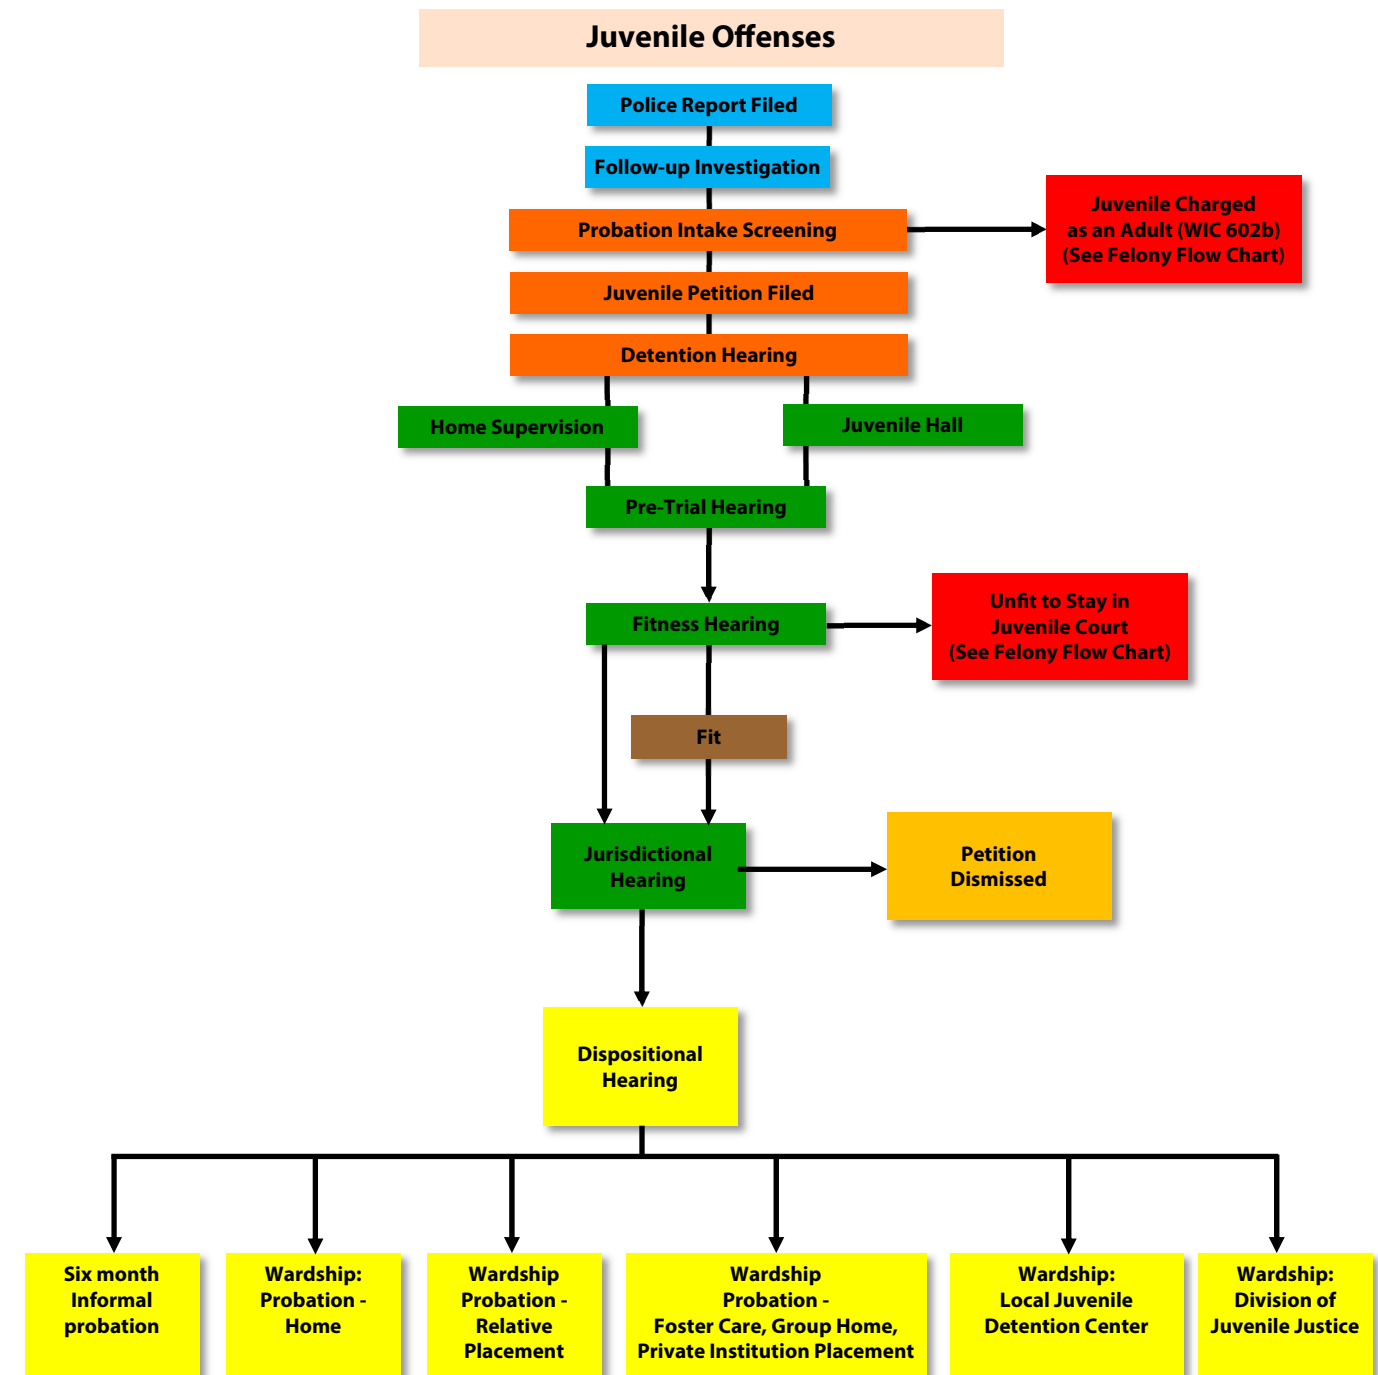 Juvenile Offenses
Police Report Filed
Follow-up Investigation
Probation Intake Screening
Juvenile Charged
as an Adult (WIC 602b)
(See Felony Flow Chart)
Juvenile Petition Filed
Detention Hearing
Home Supervision
Juvenile Hall
Pre-Trial Hearing
Fitness Hearing
Unfit to Stay in
Juvenile Court
(See Felony Flow Chart)
Fit
Jurisdictional
Hearing
Petition
Dismissed
Dispositional
Hearing
Six month
Informal
probation
Wardship:
Probation -
Home
Wardship
Probation -
Relative
Placement
Wardship
Probation -
Foster Care, Group Home,
Private Institution Placement
Wardship:
Local Juvenile
Detention Center
Wardship:
Division of
Juvenile Justice